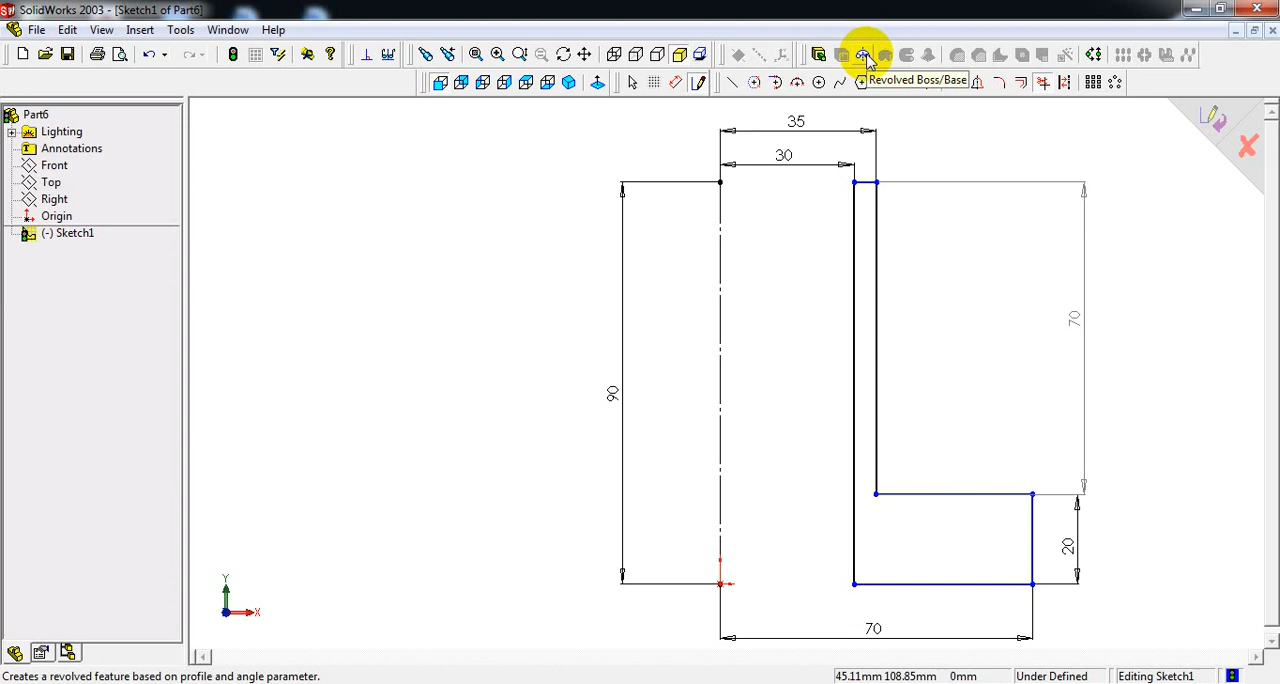 SolidWorks 2003 - [Sketch1 of Part6]
File Edit View Insert Tools Window Help
Revolved Boss/Base
Part6
Lighting
Annotations
Front
Top
Right
Origin
(-) Sketch1
35
30
90
70
20
70
Y
X
Creates a revolved feature based on profile and angle parameter.
45.11mm 108.85mm 0mm Under Defined Editing Sketch1